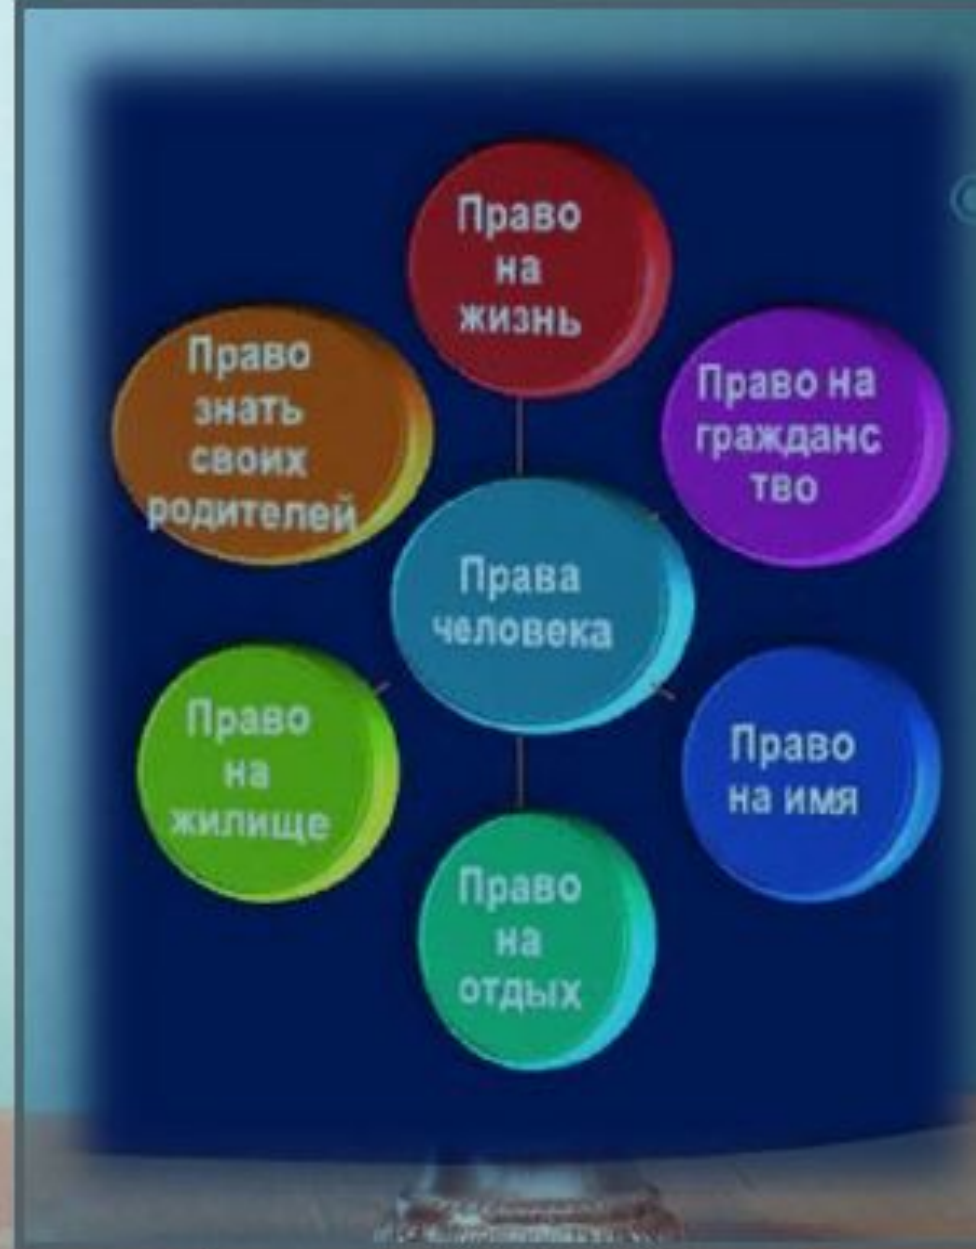 Право
на
жизнь
Право
знать
своих
родителей
Право на
гражданс
тво
Права
человека
Право
на
жилище
Право
на имя
Право
на
отдых